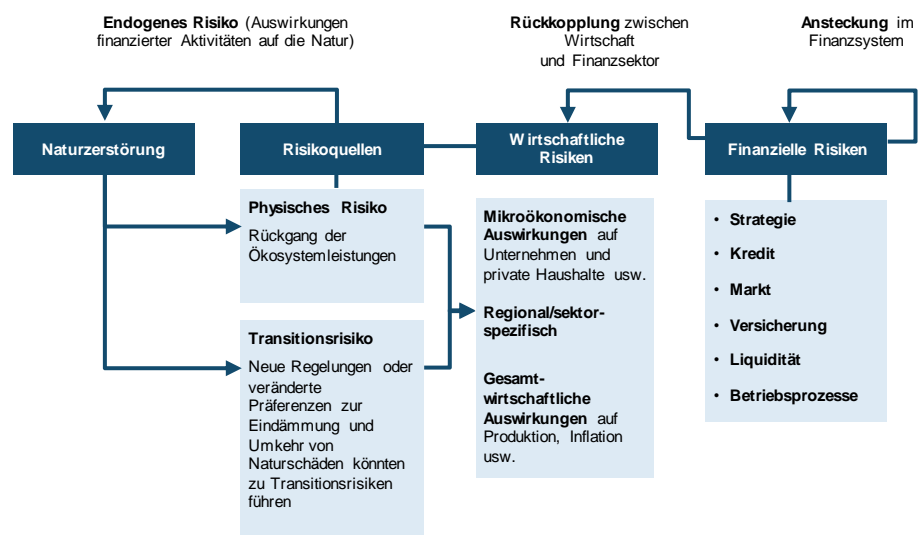 Endogenes Risiko (Auswirkungen
finanzierter Aktivitäten auf die Natur)
Rückkopplung zwischen
Wirtschaft
und Finanzsektor
Ansteckung im
Finanzsystem
Naturzerstörung
Risikoquellen
Wirtschaftliche
Risiken
Finanzielle Risiken
Physisches Risiko
Rückgang der
Ökosystemleistungen
Transitionsrisiko
Neue Regelungen oder
veränderte
Präferenzen zur
Eindämmung und
Umkehr von
Naturschäden könnten
zu Transitionsrisiken
führen
Mikroökonomische
Auswirkungen auf
Unternehmen und
private Haushalte usw.
Regional/sektor-
spezifisch
Gesamt-
wirtschaftliche
Auswirkungen auf
Produktion, Inflation
usw.
• Strategie
• Kredit
• Markt
• Versicherung
• Liquidität
• Betriebsprozesse